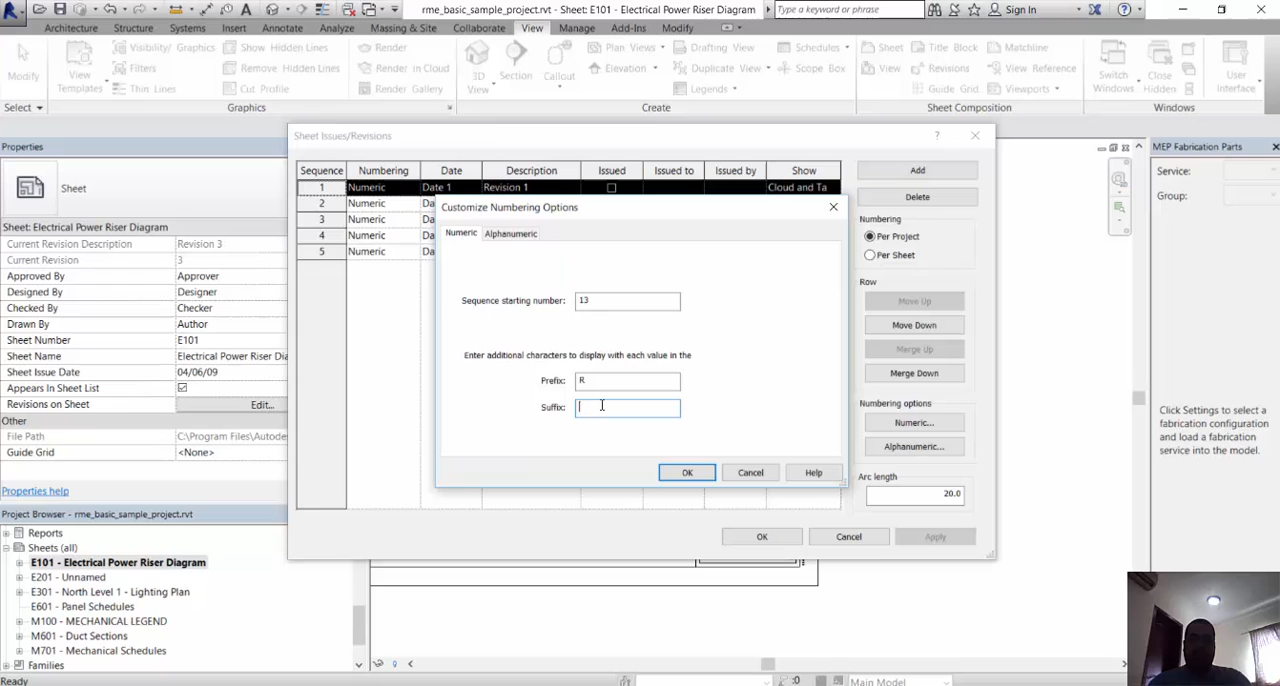 rme_basic_sample_project.rvt - Sheet: E101 - Electrical Power Riser Diagram
Type a keyword or phrase
Sign In
Architecture Structure Systems Insert Annotate Analyze Massing & Site Collaborate View Manage Add-Ins Modify
Modify
View Templates
Visibility/ Graphics
Filters
Thin Lines
Show Hidden Lines
Remove Hidden Lines
Cut Profile
Render
Render in Cloud
Render Gallery
3D View
Section
Callout
Plan Views
Elevation
Drafting View
Duplicate View
Legends
Schedules
Scope Box
Sheet
View
Title Block
Revisions
Guide Grid
Matchline
View Reference
Viewports
Switch Windows
Close Hidden
User Interface
Select
Graphics
Create
Sheet Composition
Windows
Properties
Sheet
Sheet: Electrical Power Riser Diagram
Current Revision Description Revision 3
Current Revision 3
Approved By Approver
Designed By Designer
Checked By Checker
Drawn By Author
Sheet Number E101
Sheet Name Electrical Power Riser Dia
Sheet Issue Date 04/06/09
Appears In Sheet List
Revisions on Sheet Edit...
Other
File Path C:\Program Files\Autodes
Guide Grid <None>
Properties help
Project Browser - rme_basic_sample_project.rvt
Reports
Sheets (all)
E101 - Electrical Power Riser Diagram
E201 - Unnamed
E301 - North Level 1 - Lighting Plan
E601 - Panel Schedules
M100 - MECHANICAL LEGEND
M601 - Duct Sections
M701 - Mechanical Schedules
Families
Ready
Sheet Issues/Revisions
Sequence Numbering Date Description Issued Issued to Issued by Show
1 Numeric Date 1 Revision 1 Cloud and Ta
2 Numeric Da
3 Numeric Da
4 Numeric Da
5 Numeric Da
Customize Numbering Options
Numeric Alphanumeric
Sequence starting number: 13
Enter additional characters to display with each value in the
Prefix: R
Suffix:
OK Cancel Help
Add
Delete
Numbering
Per Project
Per Sheet
Row
Move Up
Move Down
Merge Up
Merge Down
Numbering options
Numeric...
Alphanumeric...
Arc length
20.0
OK Cancel Apply
MEP Fabrication Parts
Service:
Group:
Click Settings to select a
fabrication configuration
and load a fabrication
service into the model.
:0
Main Model